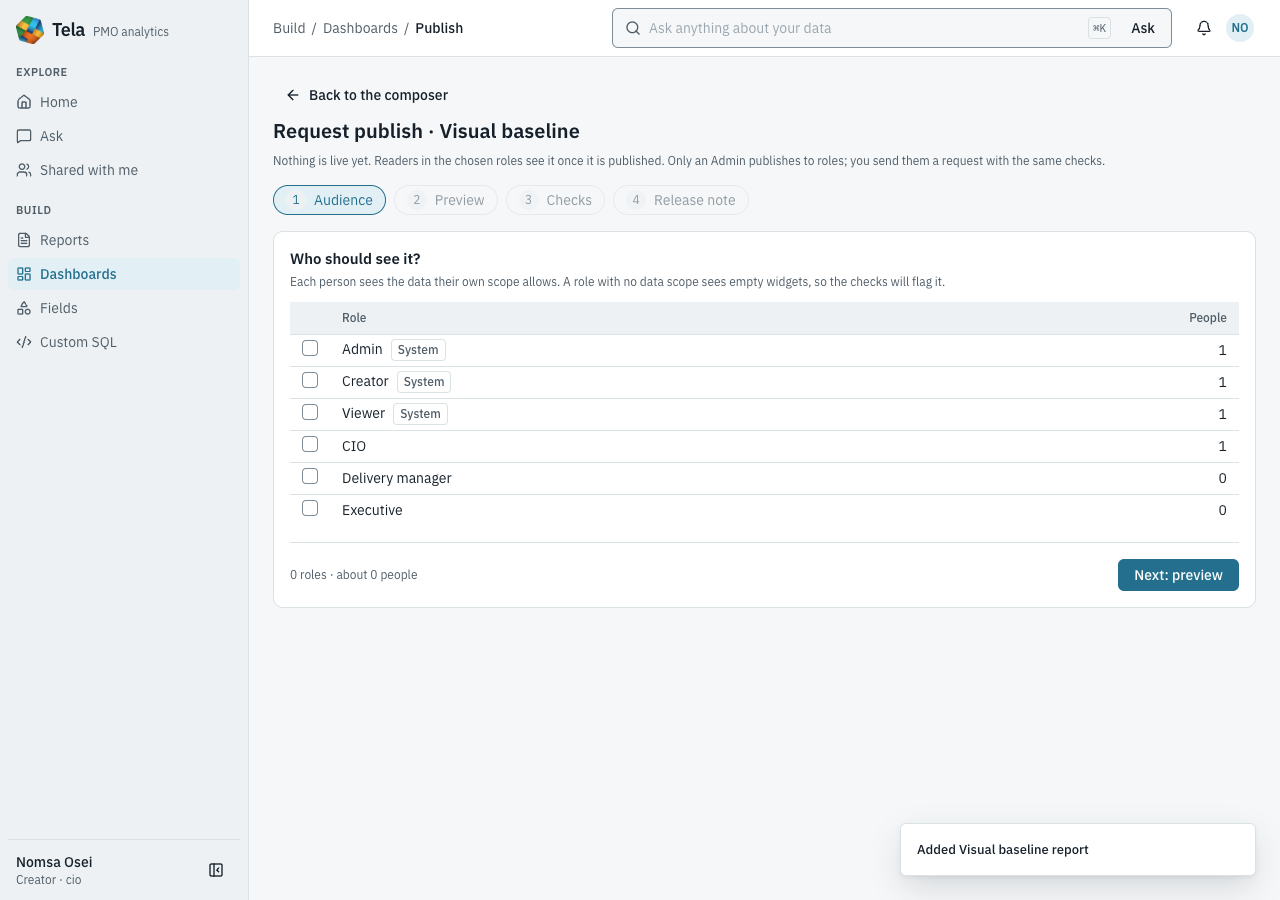 Tela PMO analytics
EXPLORE
Home
Ask
Shared with me
BUILD
Reports
Dashboards
Fields
Custom SQL
Nomsa Osei
Creator · cio
Build / Dashboards / Publish
Ask anything about your data ⌘K Ask
NO
Back to the composer
Request publish · Visual baseline
Nothing is live yet. Readers in the chosen roles see it once it is published. Only an Admin publishes to roles; you send them a request with the same checks.
1 Audience 2 Preview 3 Checks 4 Release note
Who should see it?
Each person sees the data their own scope allows. A role with no data scope sees empty widgets, so the checks will flag it.
Role People
Admin System 1
Creator System 1
Viewer System 1
CIO 1
Delivery manager 0
Executive 0
0 roles · about 0 people Next: preview
Added Visual baseline report